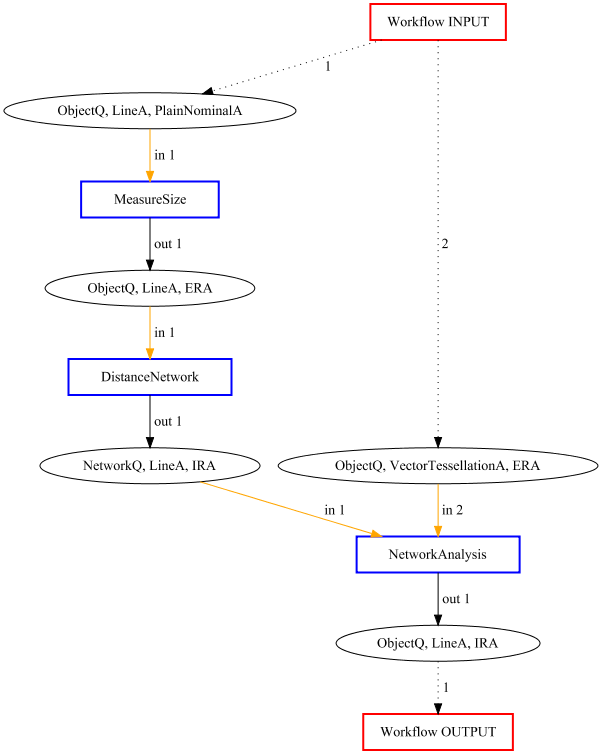 Workflow INPUT
1
ObjectQ, LineA, PlainNominalA
in 1
MeasureSize
out 1
2
ObjectQ, LineA, ERA
in 1
DistanceNetwork
out 1
NetworkQ, LineA, IRA
ObjectQ, VectorTessellationA, ERA
in 1
in 2
NetworkAnalysis
out 1
ObjectQ, LineA, IRA
1
Workflow OUTPUT